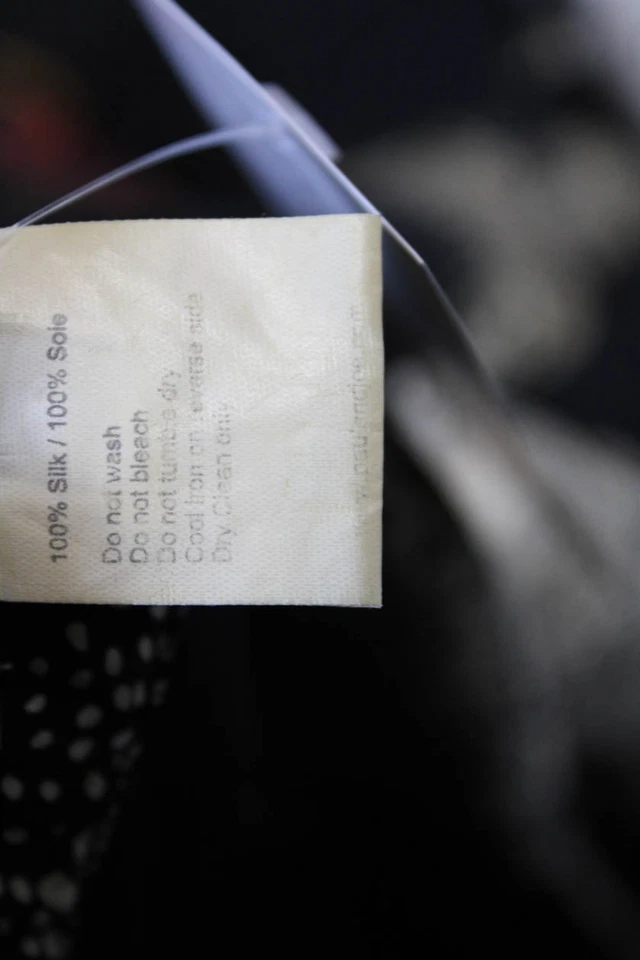 100% Silk / 100% Soie
Do not wash
Do not bleach
Do not tumble dry
Cool Iron on reverse side
Dry Clean only